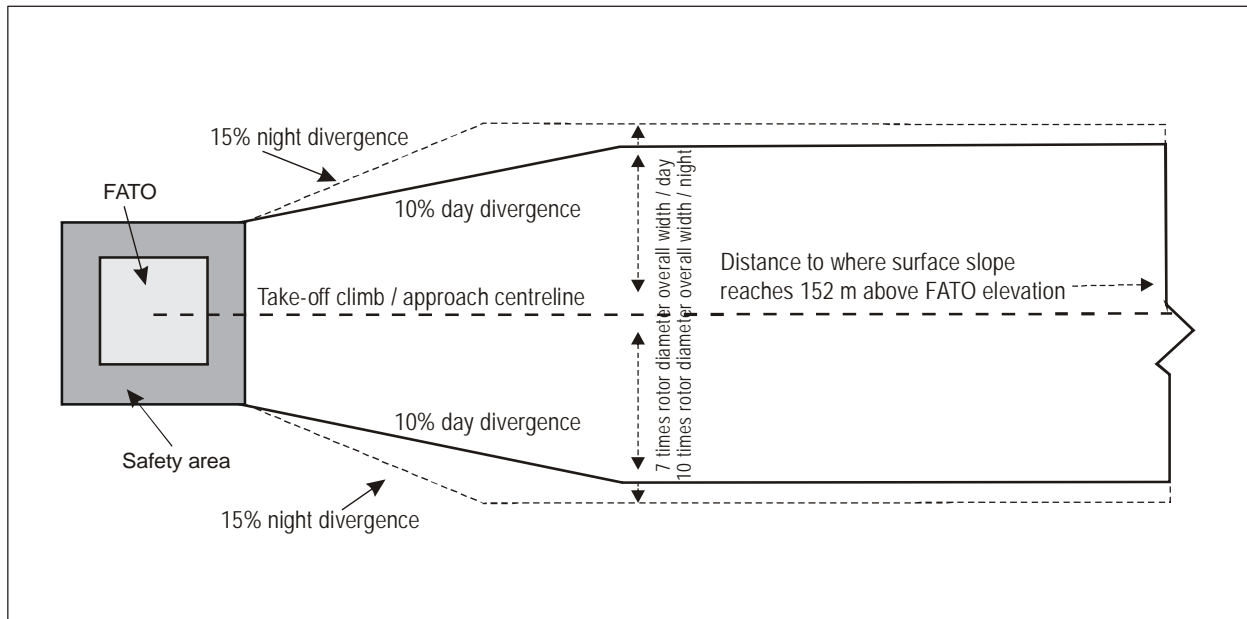 15% night divergence
FATO
10% day divergence
7 times rotor diameter overall width / day
10 times rotor diameter overall width / night
Distance to where surface slope
reaches 152 m above FATO elevation
Take-off climb / approach centreline
10% day divergence
Safety area
15% night divergence